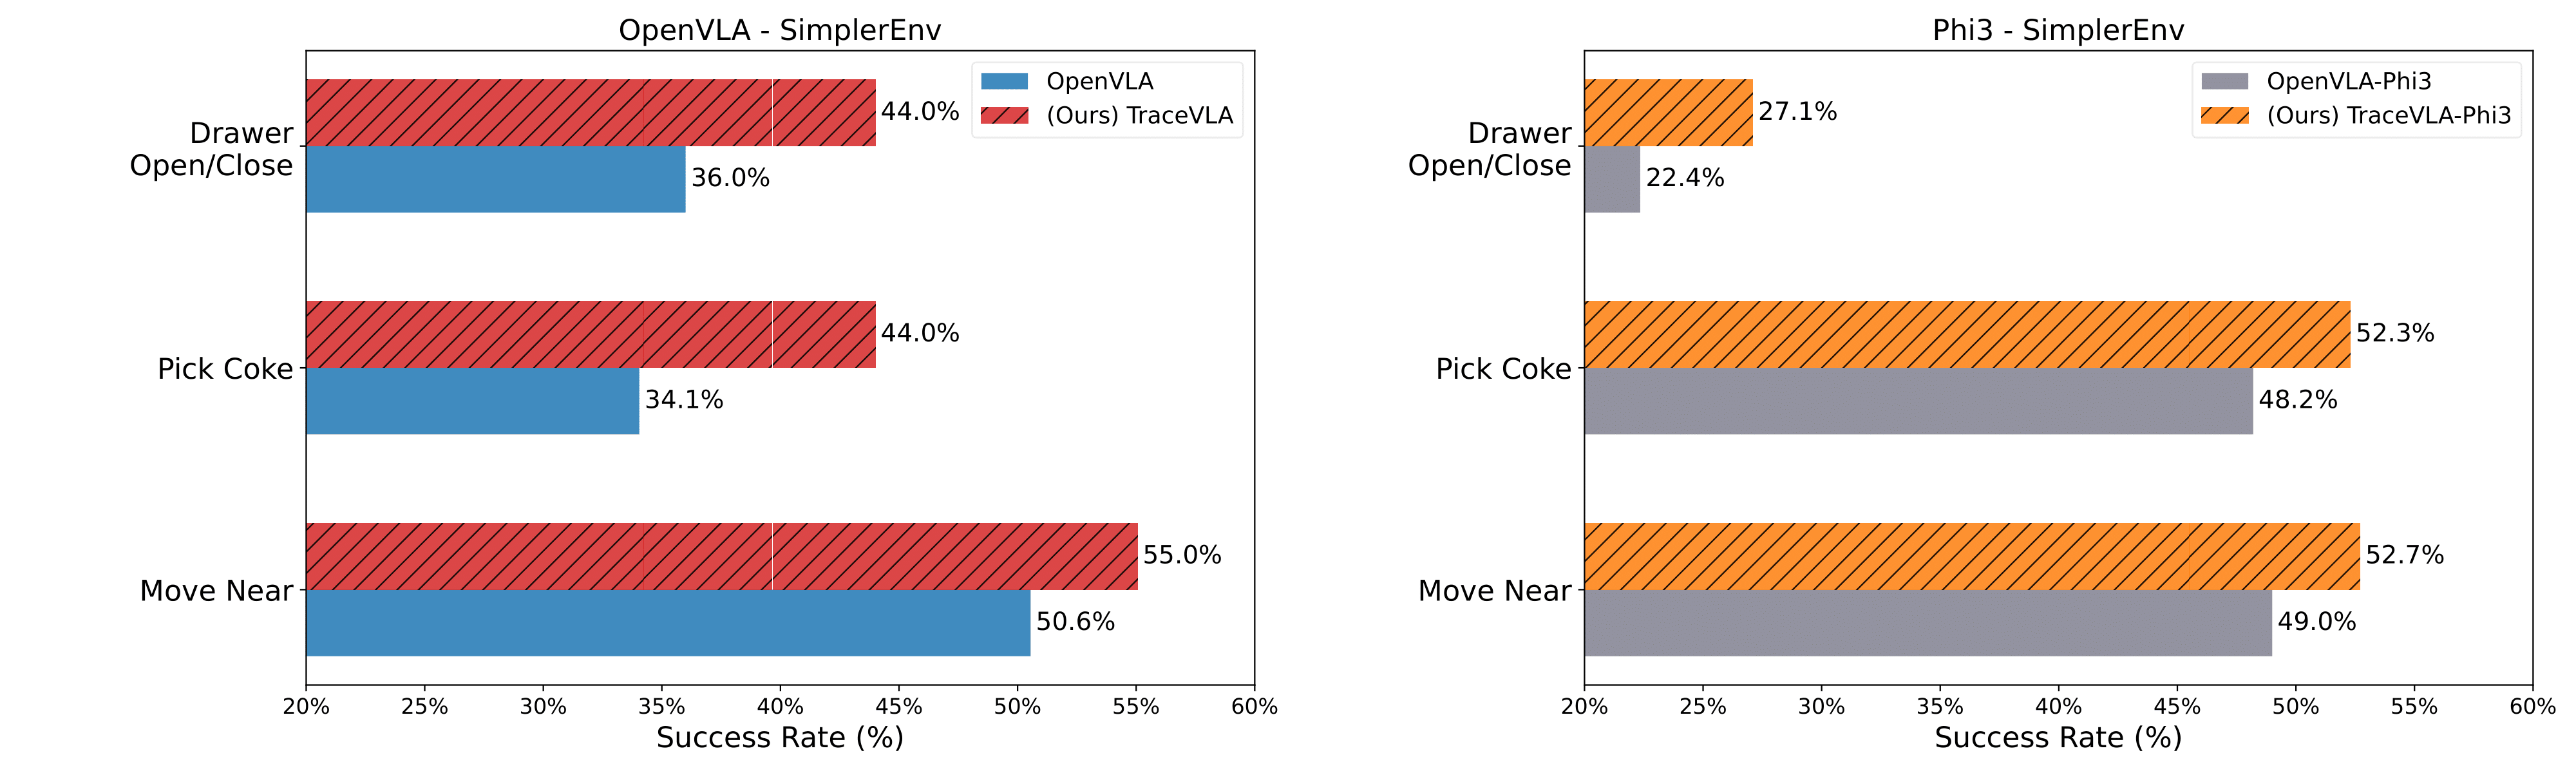 OpenVLA - SimplerEnv
OpenVLA
(Ours) TraceVLA
Drawer
Open/Close
44.0%
36.0%
Pick Coke
44.0%
34.1%
Move Near
55.0%
50.6%
20% 25% 30% 35% 40% 45% 50% 55% 60%
Success Rate (%)
Phi3 - SimplerEnv
OpenVLA-Phi3
(Ours) TraceVLA-Phi3
Drawer
Open/Close
27.1%
22.4%
Pick Coke
52.3%
48.2%
Move Near
52.7%
49.0%
20% 25% 30% 35% 40% 45% 50% 55% 60%
Success Rate (%)